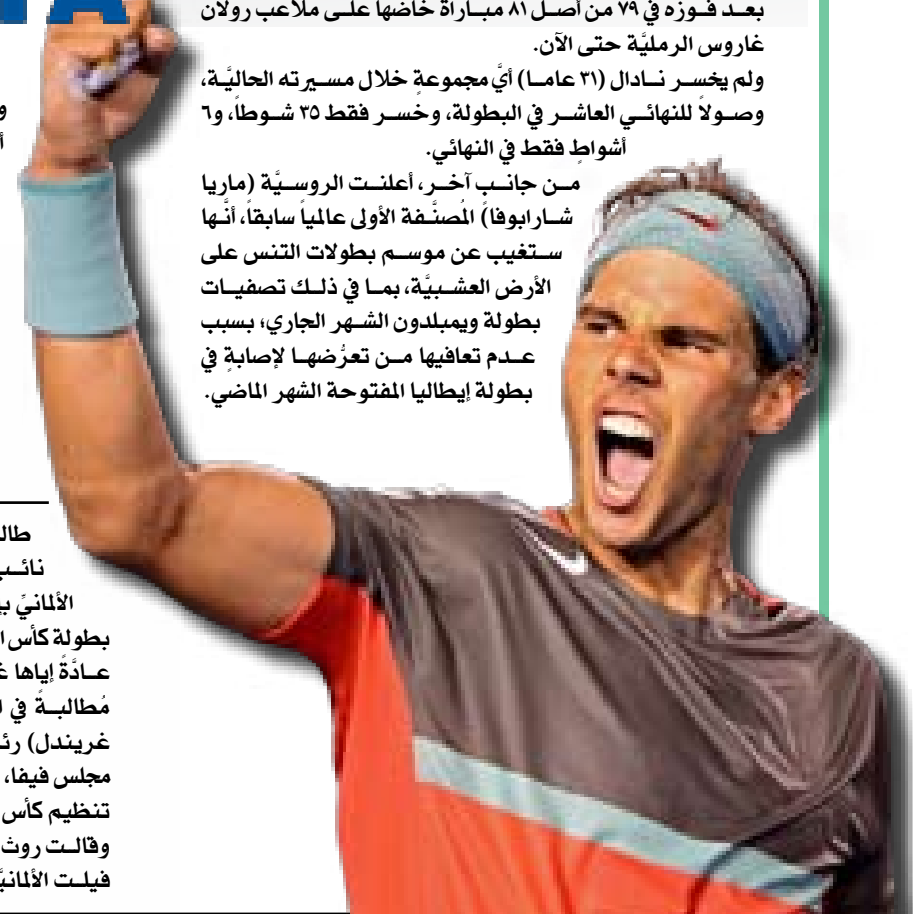 بعد فوزه في ٧٩ من أصل ٨١ مباراة خاضها على ملاعب رولان
غاروس الرمليَّة حتى الآن.
ولم يخسر نادال (٣١ عاما) أيَّ مجموعةٍ خلال مسيرته الحاليَّة،
وصولاً للنهائي العاشر في البطولة، وخسر فقط ٣٥ شوطاً، و٦
أشواطٍ فقط في النهائي.
من جانب آخر، أعلنت الروسيَّة (ماريا
شارابوفا) المُصنَّفة الأولى عالمياً سابقاً، أنَّها
ستغيب عن موسم بطولات التنس على
الأرض العشبيَّة، بما في ذلك تصفيات
بطولة ويمبلدون الشهر الجاري؛ بسبب
عدم تعافيها من تعرُّضها لإصابةٍ في
بطولة إيطاليا المفتوحة الشهر الماضي.
طال
نائب
الألمانيِّ ب
بطولة كأس ا
عادَّةً إياها غ
مُطالبةً في ا
غريندل) رئ
مجلس فيفا،
تنظيم كأس
وقالت روث
فيلت الألمانيَّ